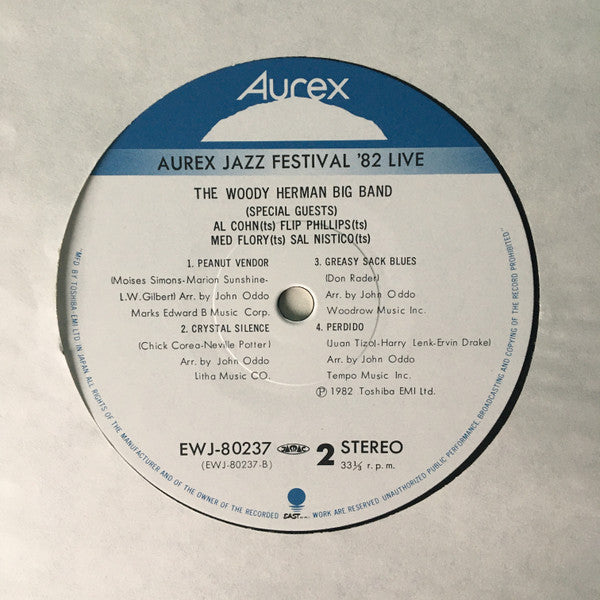 Aurex
AUREX JAZZ FESTIVAL '82 LIVE
THE WOODY HERMAN BIG BAND
(SPECIAL GUESTS)
AL COHN(ts) FLIP PHILLIPS(ts)
MED FLORY(ts) SAL NISTICO(ts)
1. PEANUT VENDOR
(Moises Simons-Marion Sunshine-
L.W.Gilbert) Arr. by John Oddo
Marks Edward B Music Corp.
2. CRYSTAL SILENCE
(Chick Corea-Neville Potter)
Arr. by John Oddo
Litha Music CO.
3. GREASY SACK BLUES
(Don Rader)
Arr. by John Oddo
Woodrow Music Inc.
4. PERDIDO
(Juan Tizol-Harry Lenk-Ervin Drake)
Arr. by John Oddo
Tempo Music Inc.
Ⓟ 1982 Toshiba EMI Ltd.
EWJ-80237 JASRAC 2 STEREO
(EWJ-80237-B) 33⅓ r.p.m.
EAST
"MF'D BY TOSHIBA EMI LTD IN JAPAN ALL RIGHTS OF THE MANUFACTURER AND OF THE OWNER OF THE RECORDED WORK ARE RESERVED. UNAUTHORIZED PUBLIC PERFORMANCE, BROADCASTING AND COPYING OF THE RECORD PROHIBITED"